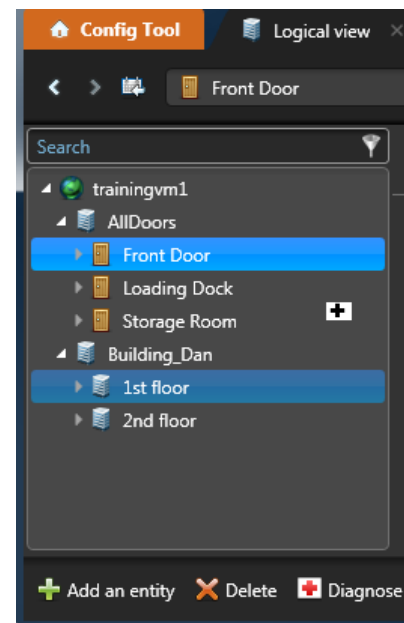 Config Tool
Logical view
Front Door
Search
trainingvm1
AllDoors
Front Door
Loading Dock
Storage Room
Building_Dan
1st floor
2nd floor
Add an entity Delete Diagnose